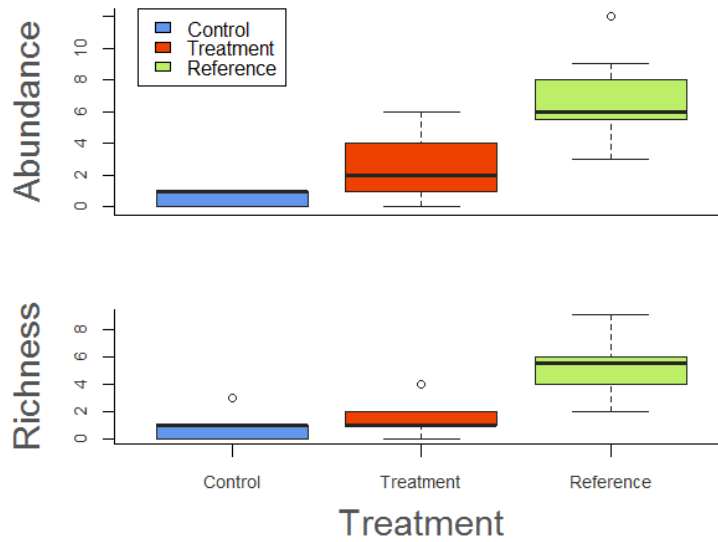 Abundance
10
8
6
4
2
0
Control
Treatment
Reference
Richness
8
6
4
2
0
Control Treatment Reference
Treatment